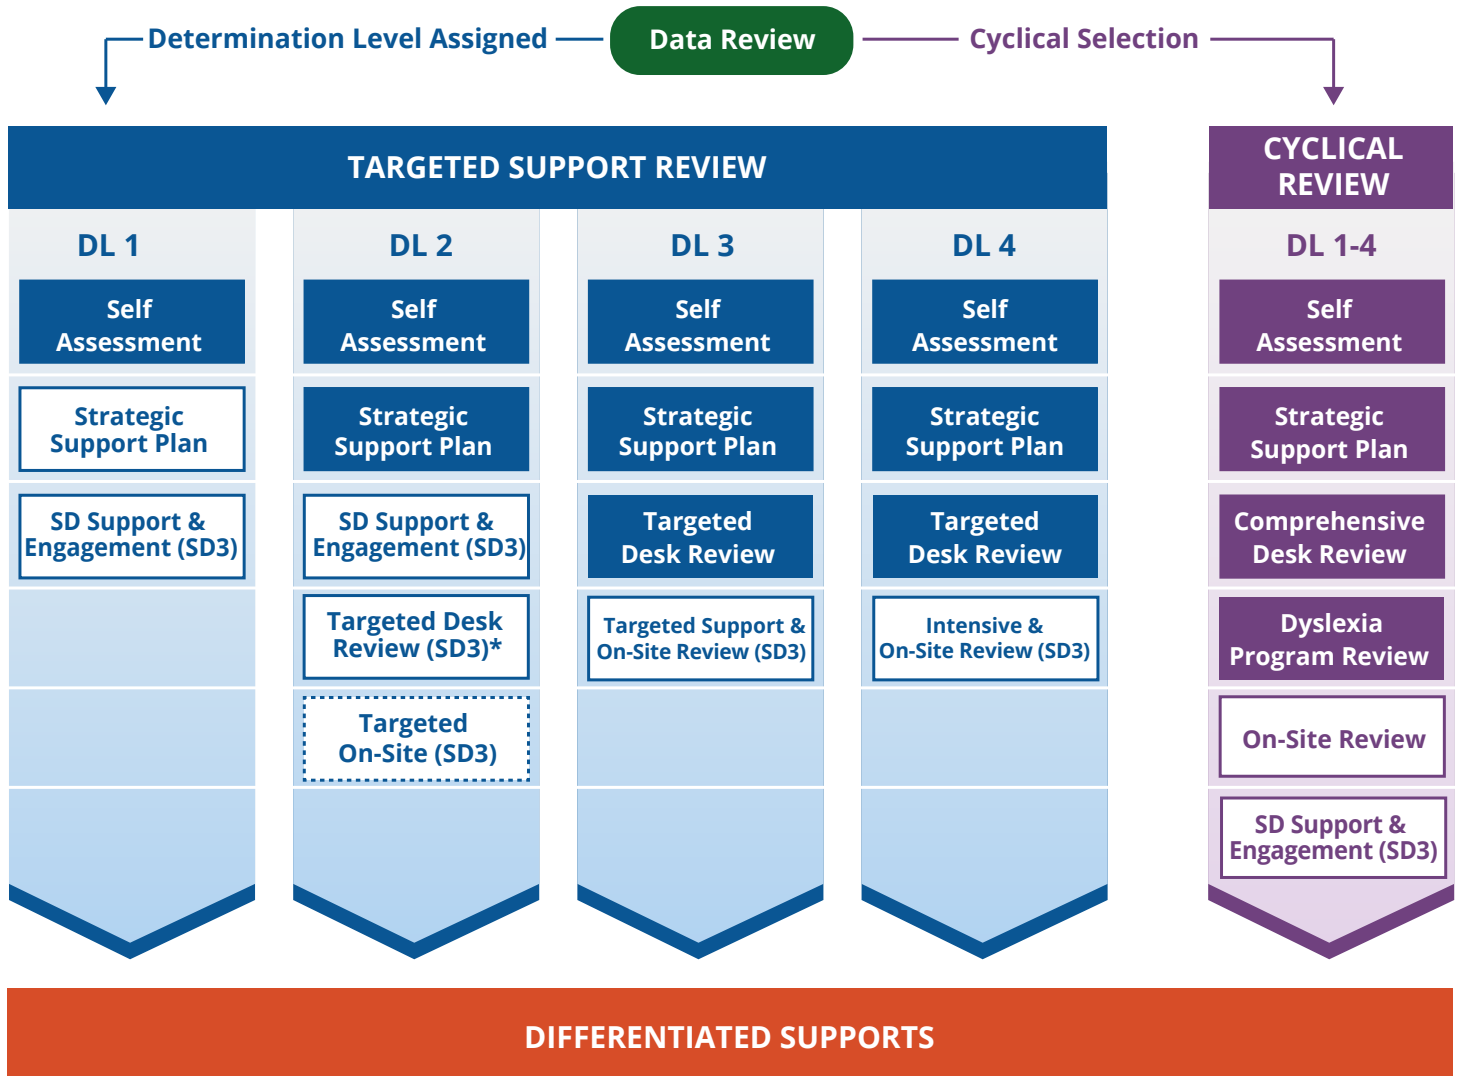 Determination Level Assigned
Data Review
Cyclical Selection
TARGETED SUPPORT REVIEW
DL 1
Self
Assessment
Strategic
Support Plan
SD Support &
Engagement (SD3)
DL 2
Self
Assessment
Strategic
Support Plan
SD Support &
Engagement (SD3)
Targeted Desk
Review (SD3)*
Targeted
On-Site (SD3)
DL 3
Self
Assessment
Strategic
Support Plan
Targeted
Desk Review
Targeted Support &
On-Site Review (SD3)
DL 4
Self
Assessment
Strategic
Support Plan
Targeted
Desk Review
Intensive &
On-Site Review (SD3)
CYCLICAL
REVIEW
DL 1-4
Self
Assessment
Strategic
Support Plan
Comprehensive
Desk Review
Dyslexia
Program Review
On-Site Review
SD Support &
Engagement (SD3)
DIFFERENTIATED SUPPORTS